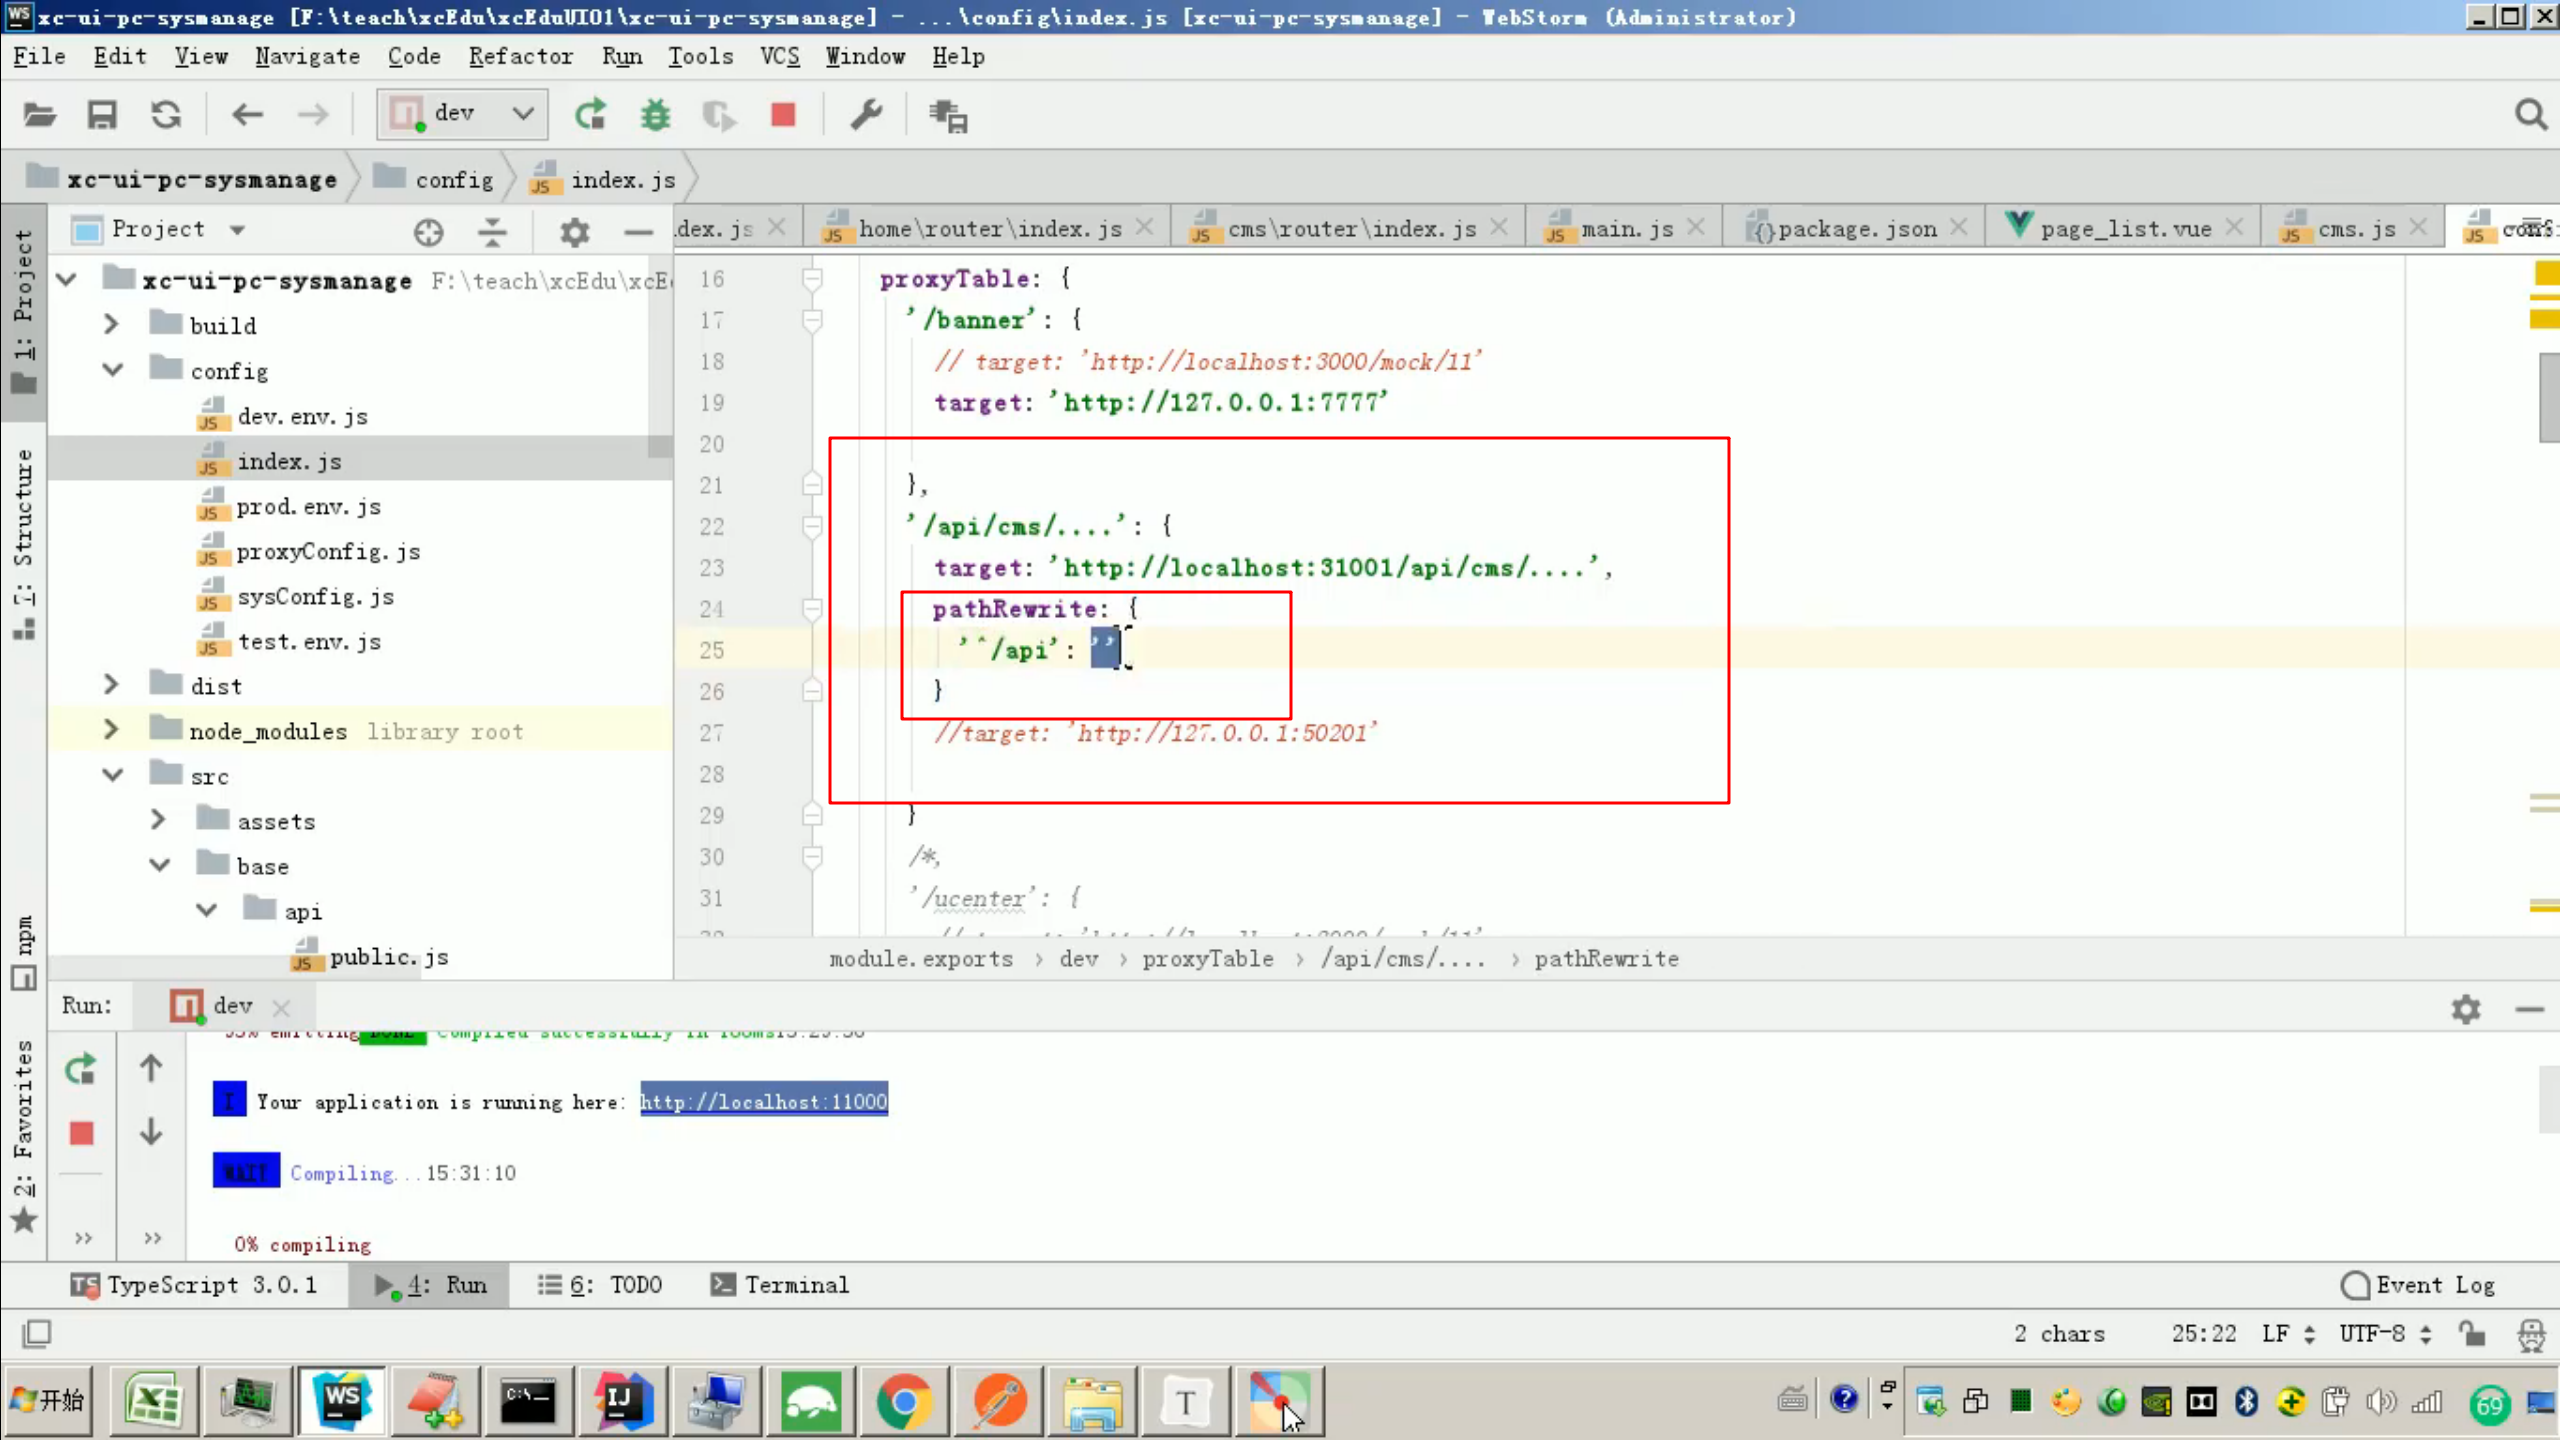 xc-ui-pc-sysmanage [F:\teach\xcEdu\xcEduUI01\xc-ui-pc-sysmanage] - ...\config\index.js [xc-ui-pc-sysmanage] - WebStorm (Administrator)
File Edit View Navigate Code Refactor Run Tools VCS Window Help
dev
xc-ui-pc-sysmanage config index.js
Project
dex.js home\router\index.js cms\router\index.js main.js package.json page_list.vue cms.js
1: Project
7: Structure
npm
2: Favorites
xc-ui-pc-sysmanage F:\teach\xcEdu\xcE
build
config
dev.env.js
index.js
prod.env.js
proxyConfig.js
sysConfig.js
test.env.js
dist
node_modules library root
src
assets
base
api
public.js
16 proxyTable: {
17 '/banner': {
18 // target: 'http://localhost:3000/mock/11'
19 target: 'http://127.0.0.1:7777'
20
21 },
22 '/api/cms/....': {
23 target: 'http://localhost:31001/api/cms/....',
24 pathRewrite: {
25 '^/api': ''
26 }
27 //target: 'http://127.0.0.1:50201'
28
29 }
30 /*,
31 '/ucenter': {
module.exports › dev › proxyTable › /api/cms/.... › pathRewrite
Run: dev
Your application is running here: http://localhost:11000
WAIT Compiling...15:31:10
0% compiling
TypeScript 3.0.1 4: Run 6: TODO Terminal Event Log
2 chars 25:22 LF UTF-8
开始
69